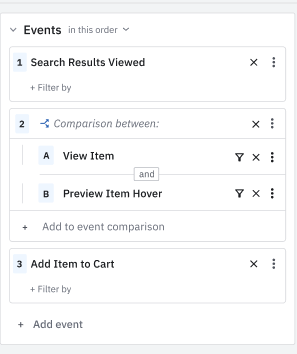 Events in this order
1 Search Results Viewed
+ Filter by
2 Comparison between:
A View Item
and
B Preview Item Hover
+ Add to event comparison
3 Add Item to Cart
+ Filter by
+ Add event